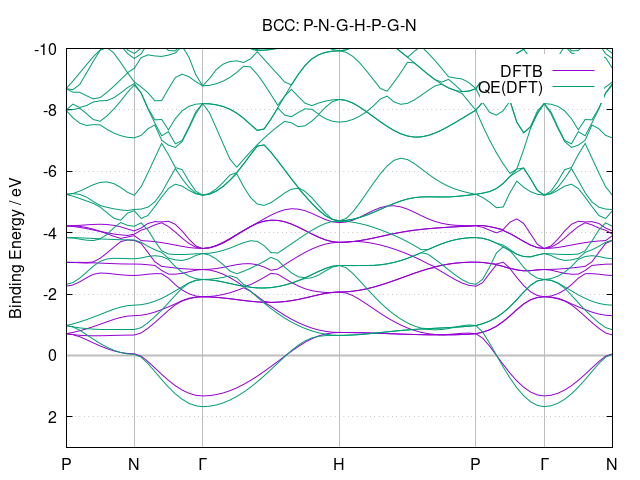 BCC: P-N-G-H-P-G-N
-10
DFTB
QE(DFT)
-8
-6
Binding Energy / eV
-4
-2
0
2
P N Γ H P Γ N